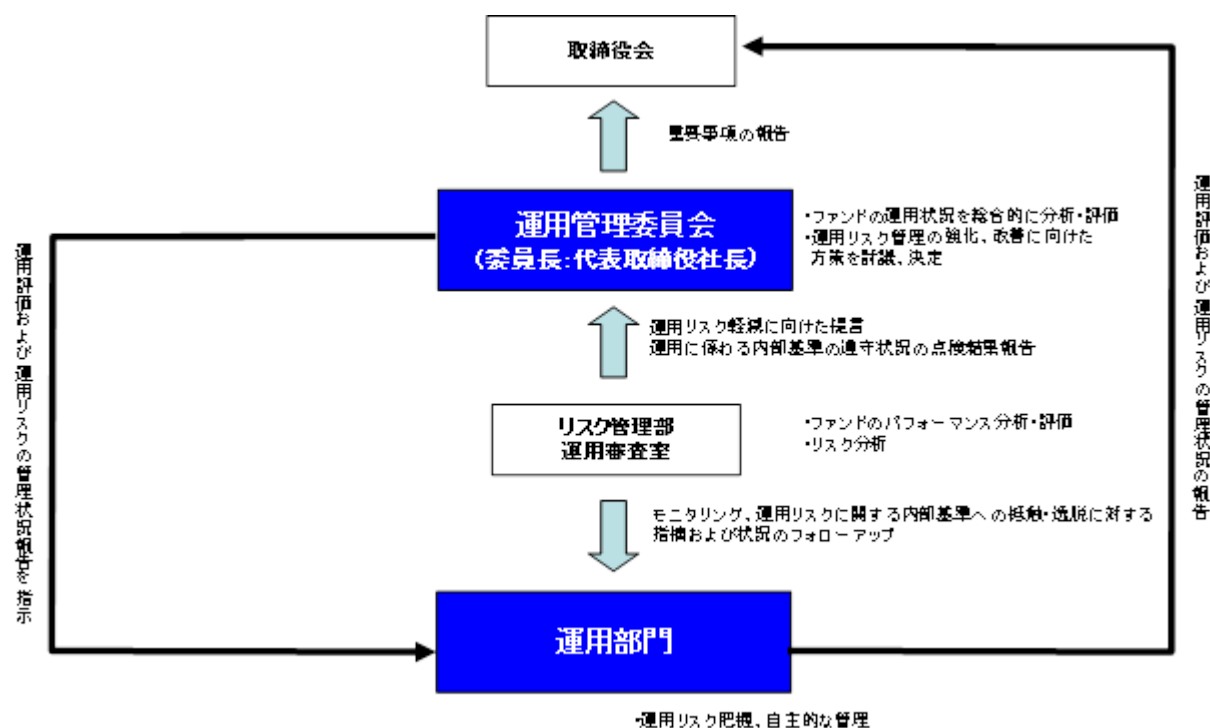 取締役会
重要事項の報告
運用管理委員会
(委員長:代表取締役社長)
・ファンドの運用状況を総合的に分析・評価
・運用リスク管理の強化、改善に向けた
方策を討議、決定
運用リスク軽減に向けた提言
運用に係わる内部基準の遵守状況の点検結果報告
リスク管理部
運用審査室
・ファンドのパフォーマンス分析・評価
・リスク分析
モニタリング、運用リスクに関する内部基準への抵触・逸脱に対する
指摘および状況のフォローアップ
運用部門
・運用リスク把握、自主的な管理
運用評価および運用リスクの管理状況報告を指示
運用評価および運用リスクの管理状況の報告